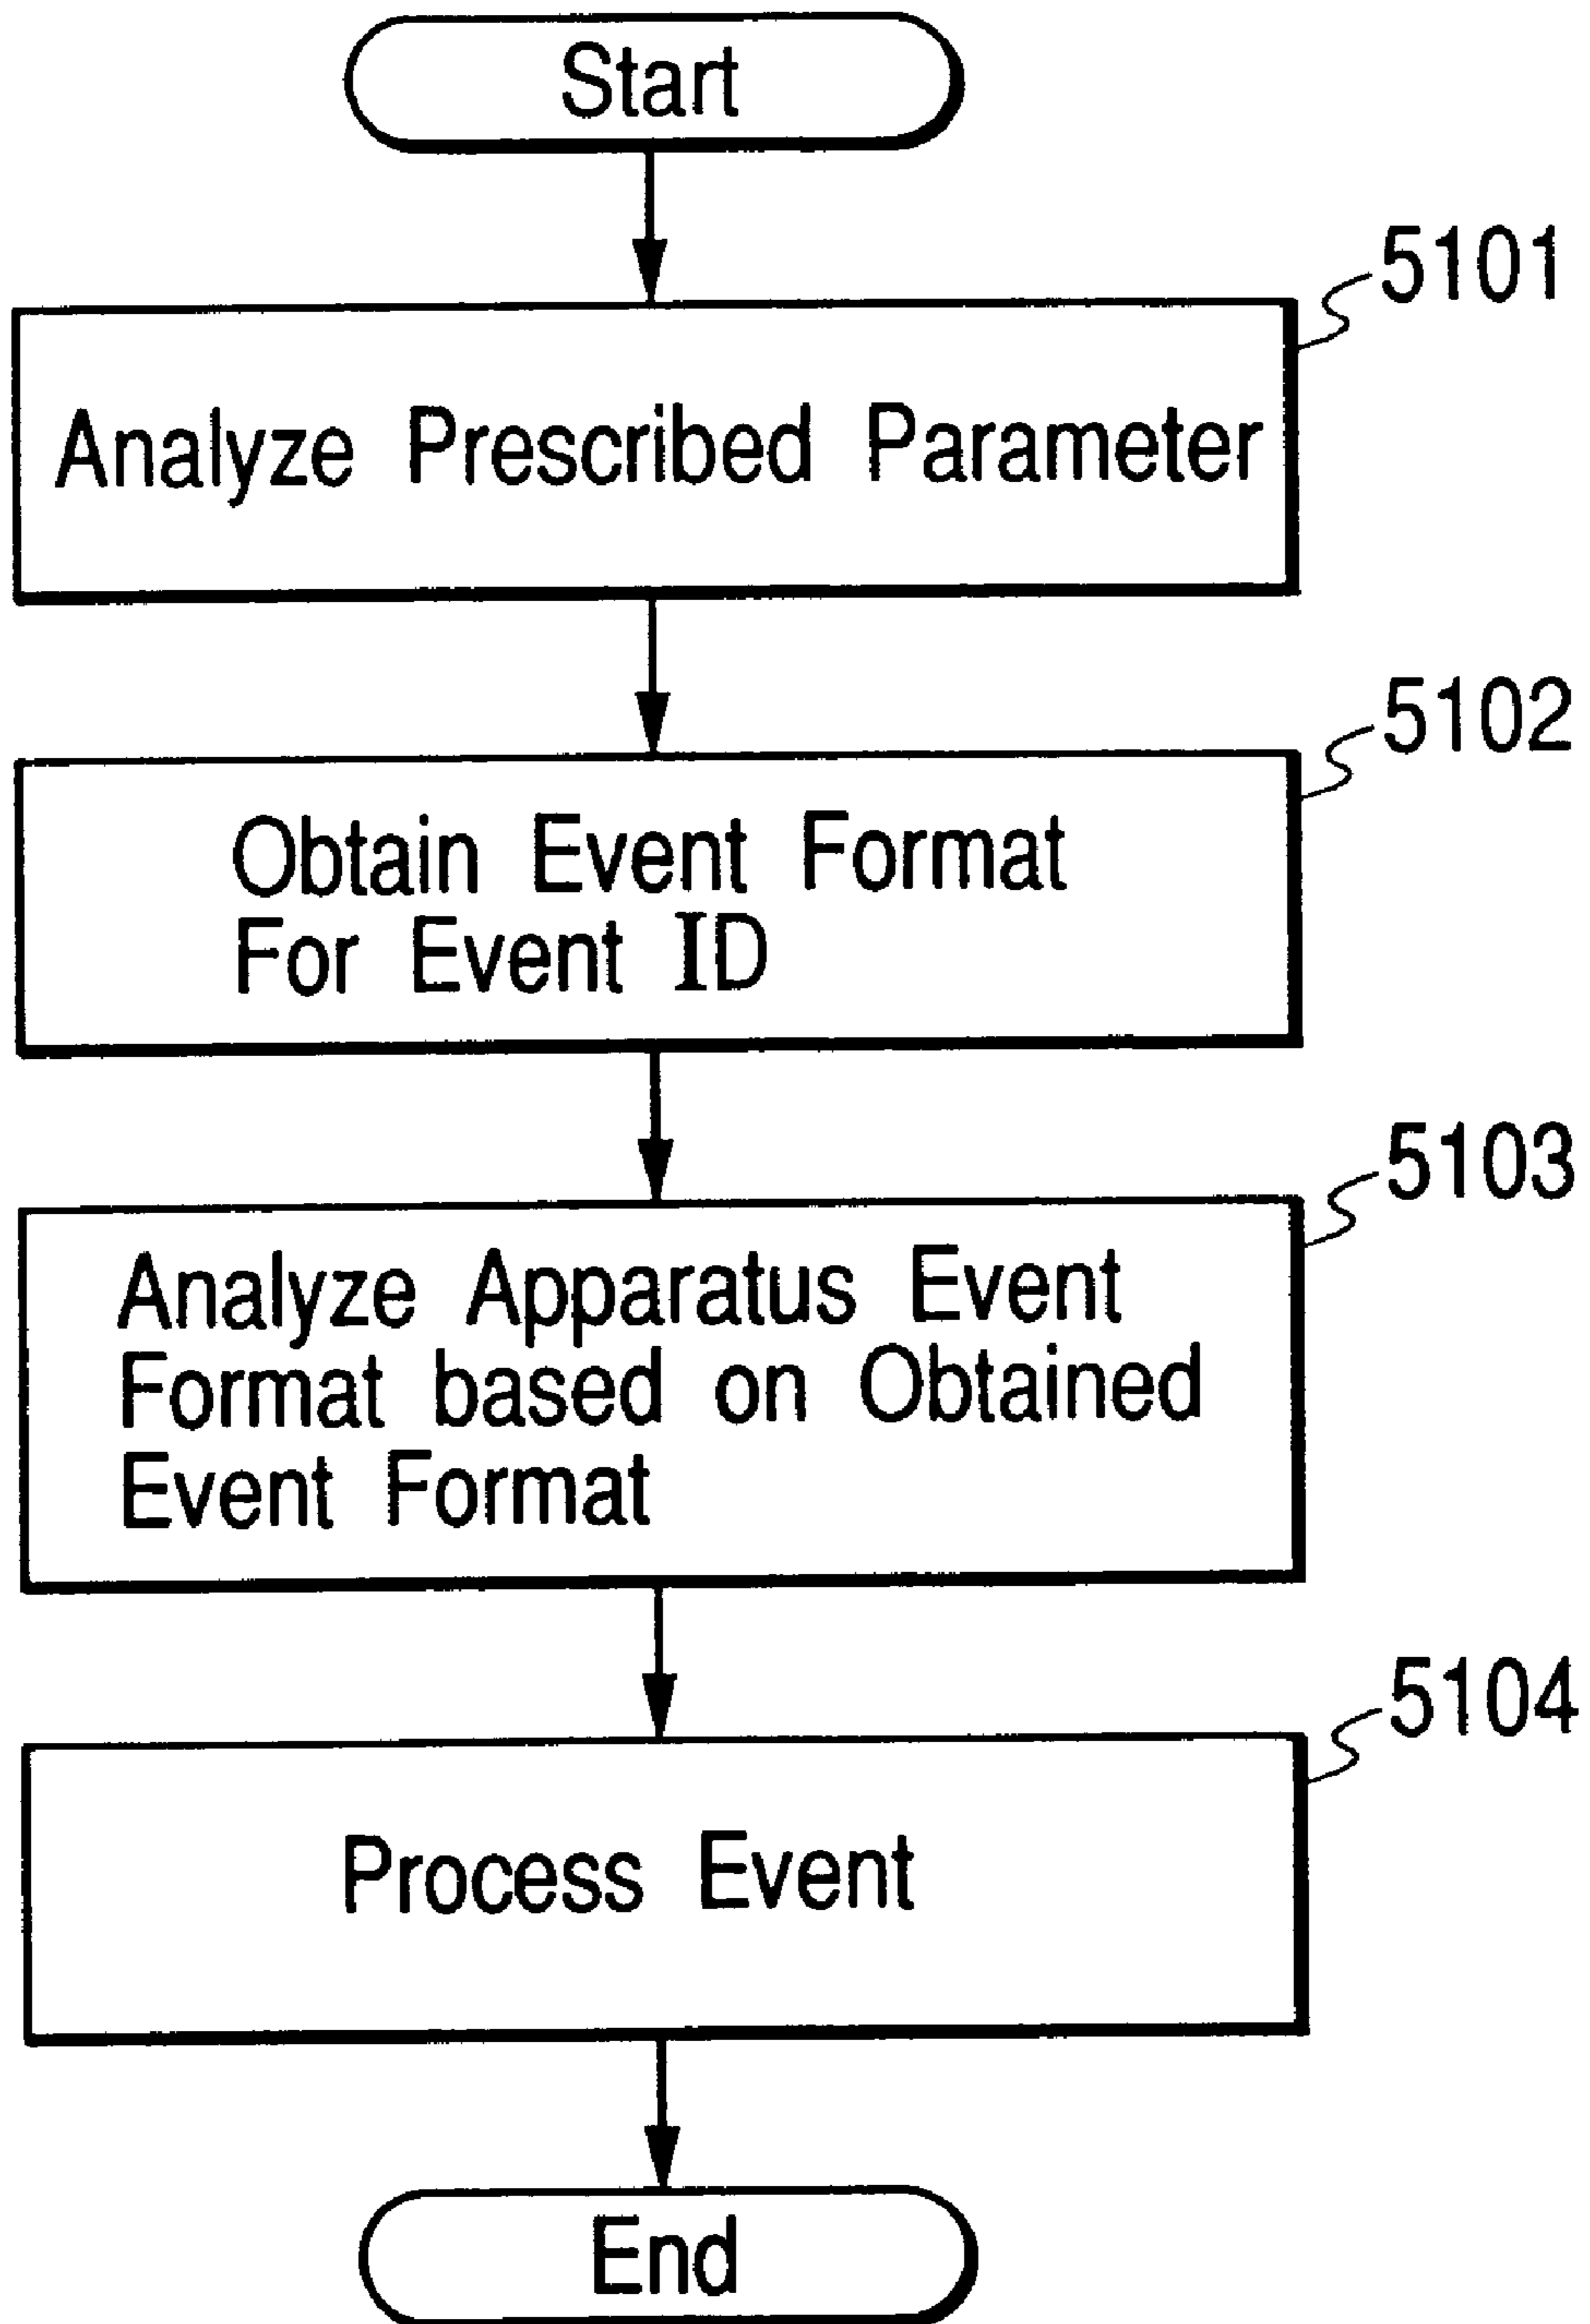 Start
5101
Analyze Prescribed Parameter
5102
Obtain Event Format
For Event ID
5103
Analyze Apparatus Event
Format based on Obtained
Event Format
5104
Process Event
End